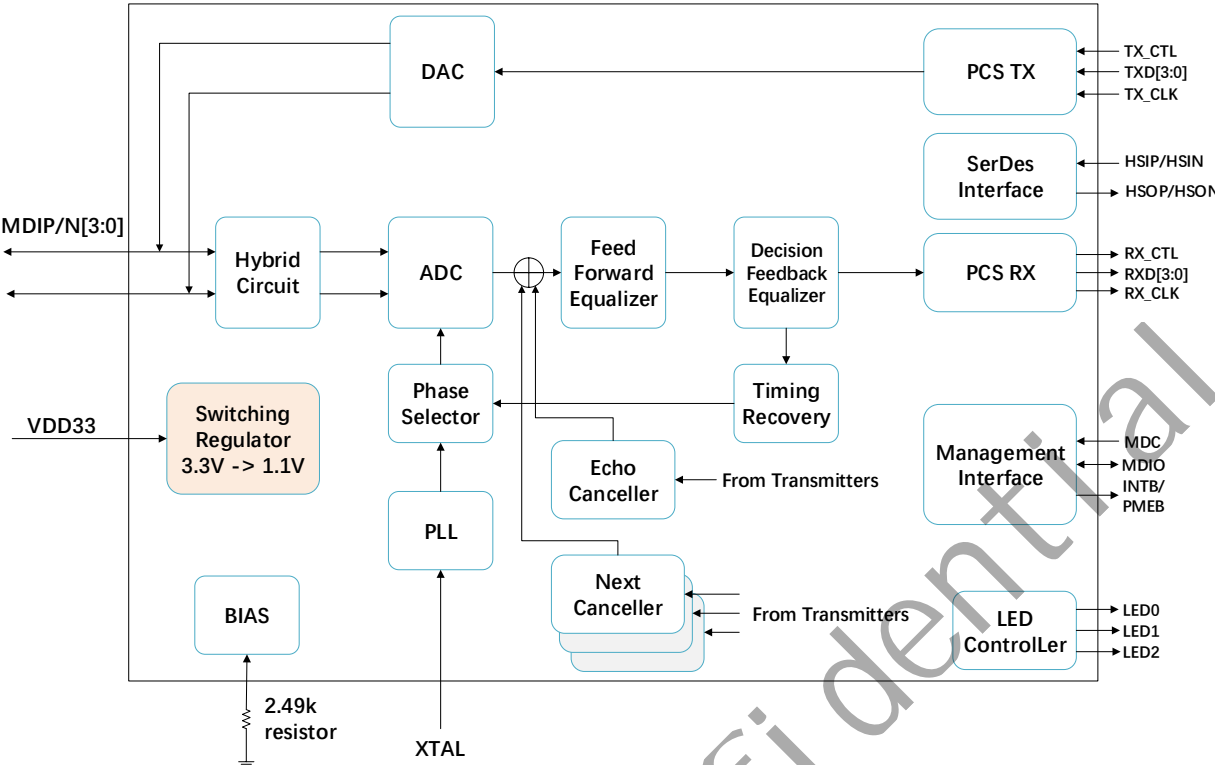 DAC
PCS TX
TX_CTL
TXD[3:0]
TX_CLK
SerDes
Interface
HSIP/HSIN
HSOP/HSON
MDIP/N[3:0]
Hybrid
Circuit
ADC
Feed
Forward
Equalizer
Decision
Feedback
Equalizer
PCS RX
RX_CTL
RXD[3:0]
RX_CLK
Phase
Selector
Timing
Recovery
VDD33
Switching
Regulator
3.3V -> 1.1V
Echo
Canceller
From Transmitters
Management
Interface
MDC
MDIO
INTB/
PMEB
PLL
BIAS
Next
Canceller
From Transmitters
LED
ControlLer
LED0
LED1
LED2
2.49k
resistor
XTAL
fidential